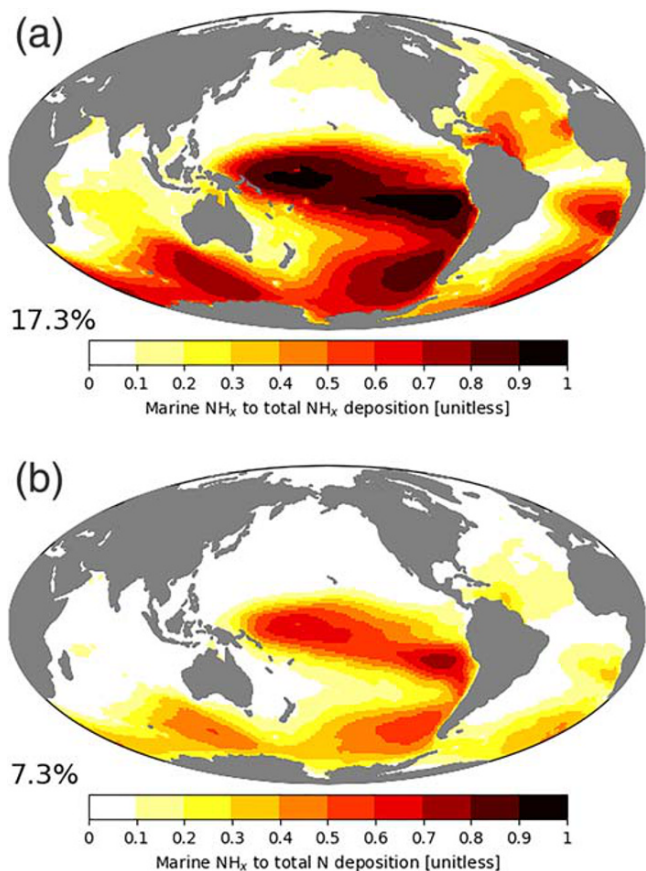 (a)
17.3%
0 0.1 0.2 0.3 0.4 0.5 0.6 0.7 0.8 0.9 1
Marine NHₓ to total NHₓ deposition [unitless]
(b)
7.3%
0 0.1 0.2 0.3 0.4 0.5 0.6 0.7 0.8 0.9 1
Marine NHₓ to total N deposition [unitless]